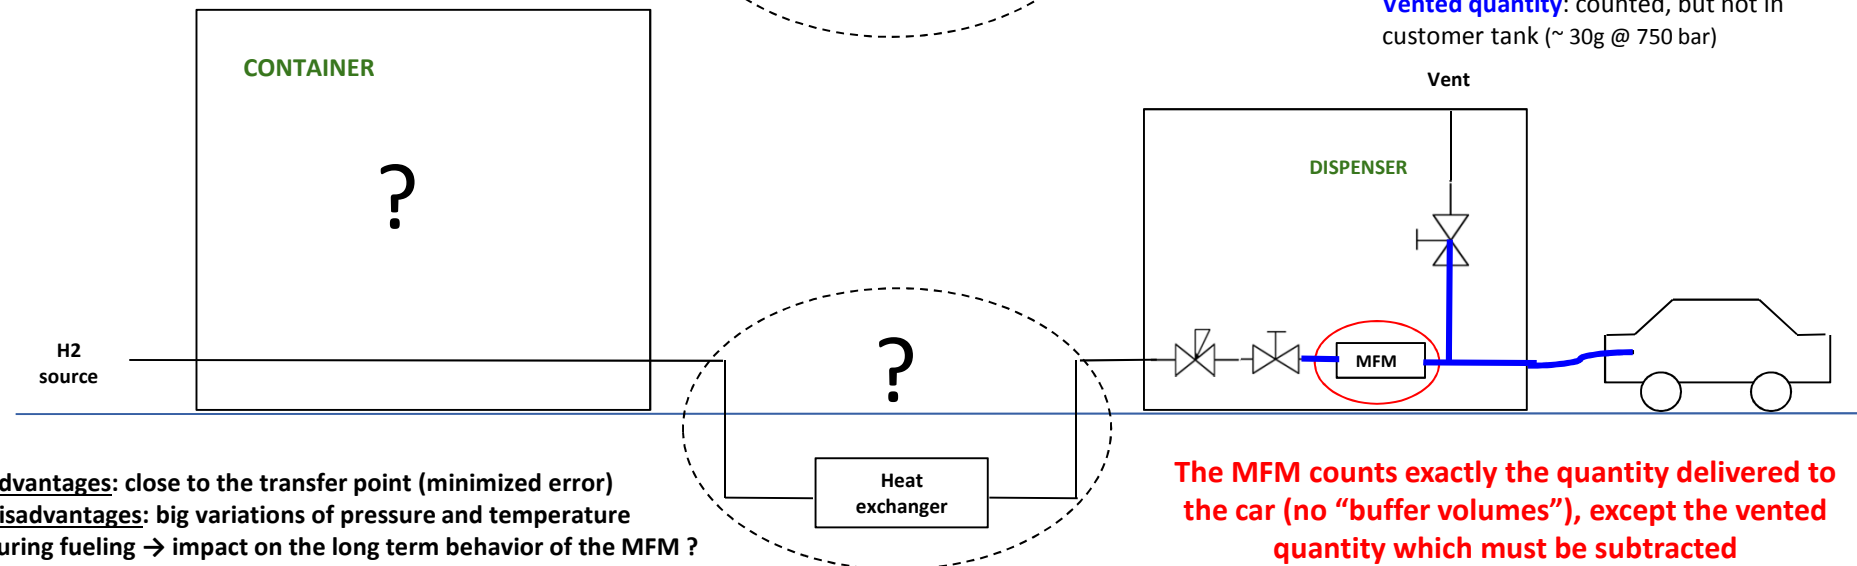 Vented quantity: counted, but not in
customer tank (~ 30g @ 750 bar)
Vent
CONTAINER
?
DISPENSER
H2
source
?
MFM
Heat
exchanger
dvantages: close to the transfer point (minimized error)
isadvantages: big variations of pressure and temperature
uring fueling → impact on the long term behavior of the MFM ?
The MFM counts exactly the quantity delivered to
the car (no “buffer volumes”), except the vented
quantity which must be subtracted